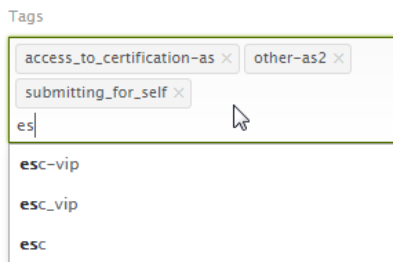 Tags
access_to_certification-as × other-as2 ×
submitting_for_self ×
es
esc-vip
esc_vip
esc